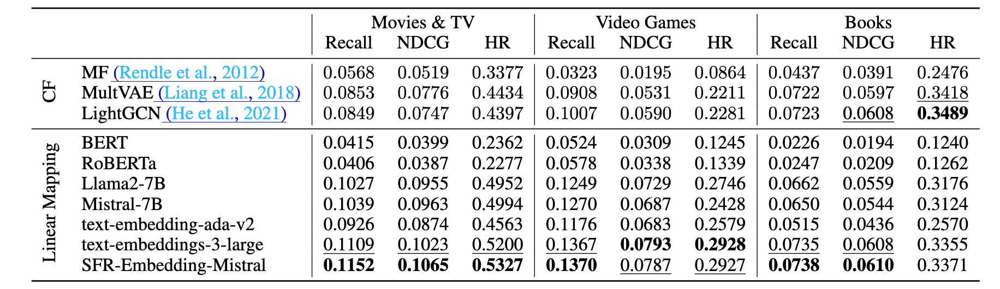 Movies & TV Video Games Books
Recall NDCG HR Recall NDCG HR Recall NDCG HR
CF
MF (Rendle et al., 2012) 0.0568 0.0519 0.3377 0.0323 0.0195 0.0864 0.0437 0.0391 0.2476
MultVAE (Liang et al., 2018) 0.0853 0.0776 0.4434 0.0908 0.0531 0.2211 0.0722 0.0597 0.3418
LightGCN (He et al., 2021) 0.0849 0.0747 0.4397 0.1007 0.0590 0.2281 0.0723 0.0608 0.3489
Linear Mapping
BERT 0.0415 0.0399 0.2362 0.0524 0.0309 0.1245 0.0226 0.0194 0.1240
RoBERTa 0.0406 0.0387 0.2277 0.0578 0.0338 0.1339 0.0247 0.0209 0.1262
Llama2-7B 0.1027 0.0955 0.4952 0.1249 0.0729 0.2746 0.0662 0.0559 0.3176
Mistral-7B 0.1039 0.0963 0.4994 0.1270 0.0687 0.2428 0.0650 0.0544 0.3124
text-embedding-ada-v2 0.0926 0.0874 0.4563 0.1176 0.0683 0.2579 0.0515 0.0436 0.2570
text-embeddings-3-large 0.1109 0.1023 0.5200 0.1367 0.0793 0.2928 0.0735 0.0608 0.3355
SFR-Embedding-Mistral 0.1152 0.1065 0.5327 0.1370 0.0787 0.2927 0.0738 0.0610 0.3371